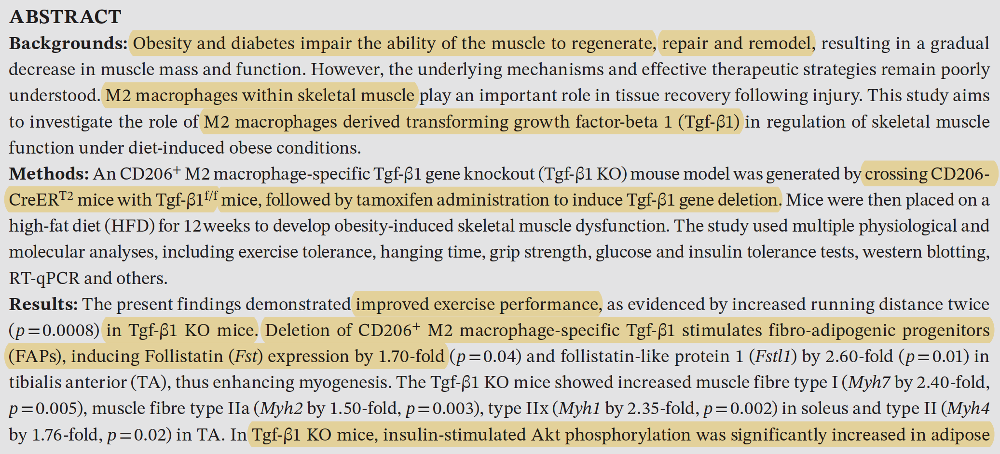 ABSTRACT
Backgrounds: Obesity and diabetes impair the ability of the muscle to regenerate, repair and remodel, resulting in a gradual
decrease in muscle mass and function. However, the underlying mechanisms and effective therapeutic strategies remain poorly
understood. M2 macrophages within skeletal muscle play an important role in tissue recovery following injury. This study aims
to investigate the role of M2 macrophages derived transforming growth factor-beta 1 (Tgf-β1) in regulation of skeletal muscle
function under diet-induced obese conditions.
Methods: An CD206⁺ M2 macrophage-specific Tgf-β1 gene knockout (Tgf-β1 KO) mouse model was generated by crossing CD206-
CreERᵀ² mice with Tgf-β1ᶠ/ᶠ mice, followed by tamoxifen administration to induce Tgf-β1 gene deletion. Mice were then placed on a
high-fat diet (HFD) for 12 weeks to develop obesity-induced skeletal muscle dysfunction. The study used multiple physiological and
molecular analyses, including exercise tolerance, hanging time, grip strength, glucose and insulin tolerance tests, western blotting,
RT-qPCR and others.
Results: The present findings demonstrated improved exercise performance, as evidenced by increased running distance twice
(p = 0.0008) in Tgf-β1 KO mice. Deletion of CD206⁺ M2 macrophage-specific Tgf-β1 stimulates fibro-adipogenic progenitors
(FAPs), inducing Follistatin (Fst) expression by 1.70-fold (p = 0.04) and follistatin-like protein 1 (Fstl1) by 2.60-fold (p = 0.01) in
tibialis anterior (TA), thus enhancing myogenesis. The Tgf-β1 KO mice showed increased muscle fibre type I (Myh7 by 2.40-fold,
p = 0.005), muscle fibre type IIa (Myh2 by 1.50-fold, p = 0.003), type IIx (Myh1 by 2.35-fold, p = 0.002) in soleus and type II (Myh4
by 1.76-fold, p = 0.02) in TA. In Tgf-β1 KO mice, insulin-stimulated Akt phosphorylation was significantly increased in adipose